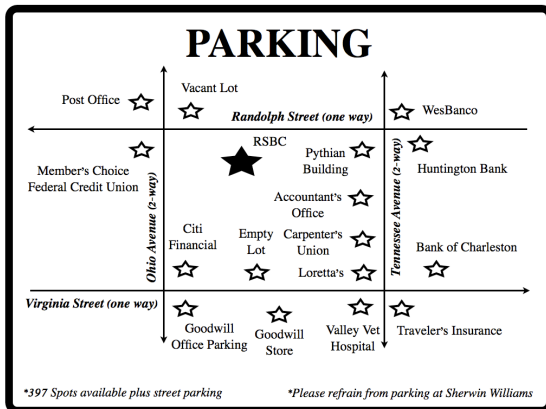 PARKING
Post Office
Vacant Lot
Randolph Street (one way)
WesBanco
RSBC
Member's Choice
Federal Credit Union
Pythian
Building
Huntington Bank
Accountant's
Office
Ohio Avenue (2-way)
Tennessee Avenue (2-way)
Citi
Financial
Empty
Lot
Carpenter's
Union
Bank of Charleston
Loretta's
Virginia Street (one way)
Goodwill
Office Parking
Goodwill
Store
Valley Vet
Hospital
Traveler's Insurance
*397 Spots available plus street parking
*Please refrain from parking at Sherwin Williams